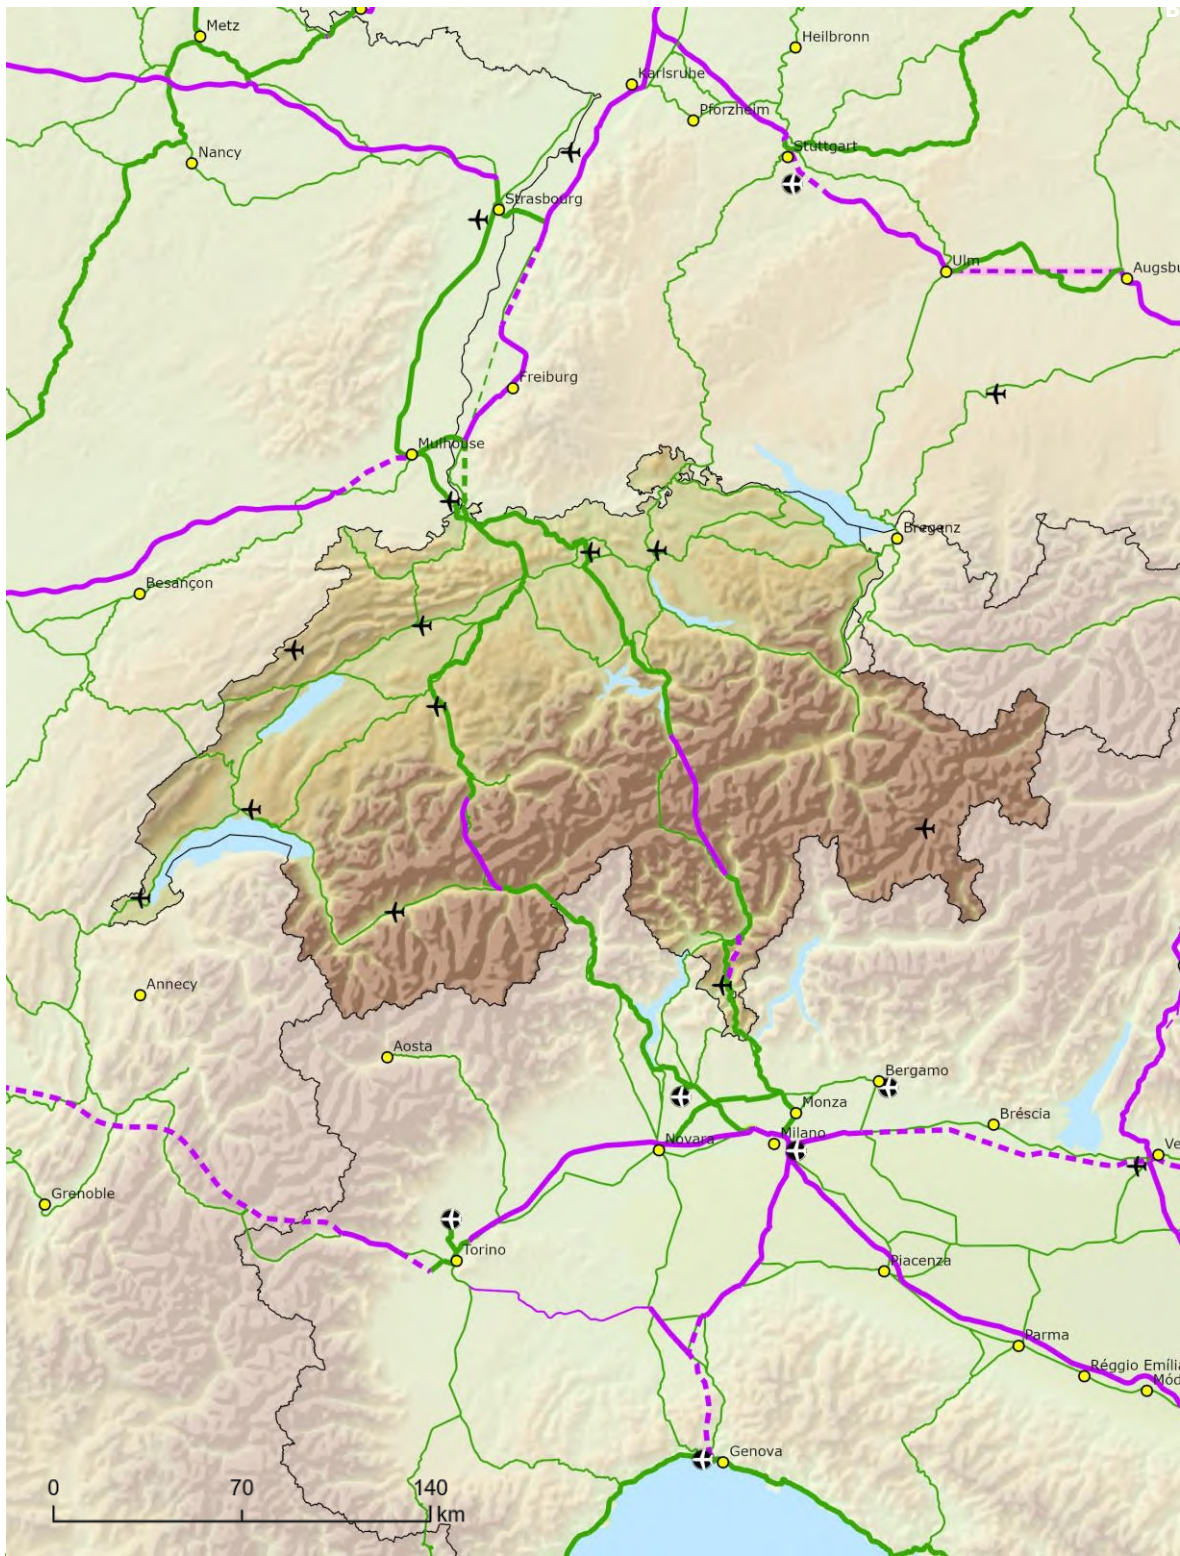 B
Metz
Heilbronn
Karlsruhe
Pforzheim
Stuttgart
Nancy
Strasbourg
Ulm
Augsbu
Freiburg
Mulhouse
Bregenz
Besançon
Annecy
Aosta
Bergamo
Monza
Bréscia
Milano
Novara
Ve
Grenoble
Torino
Piacenza
Parma
Réggio Emília
Mód
Genova
0 70 140
km